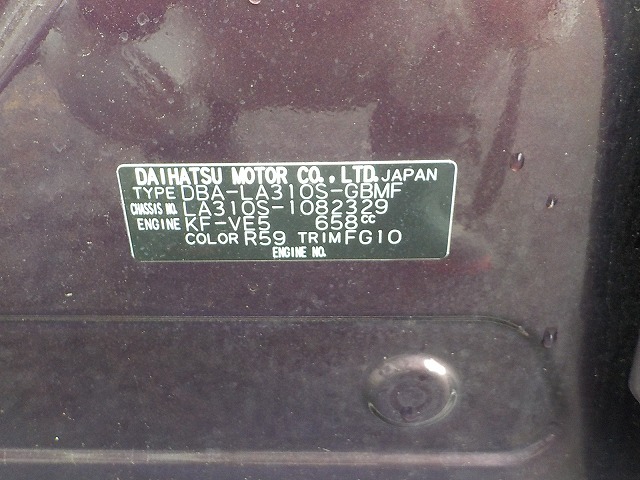 DAIHATSU MOTOR CO., LTD. JAPAN
TYPE DBA-LA310S-GBMF
CHASSIS NO. LA310S-1082329
ENGINE KF-VE5 658cc
COLOR R59 TRIM FG10
ENGINE NO.